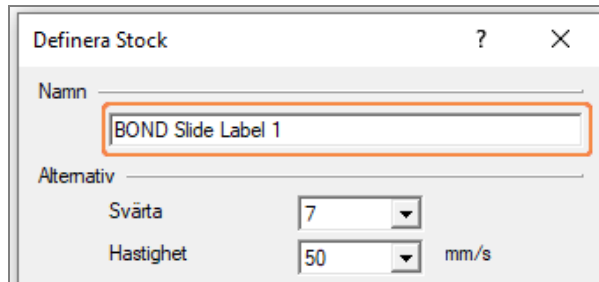 Definera Stock ?
Namn
BOND Slide Label 1
Alternativ
Svärta 7
Hastighet 50 mm/s